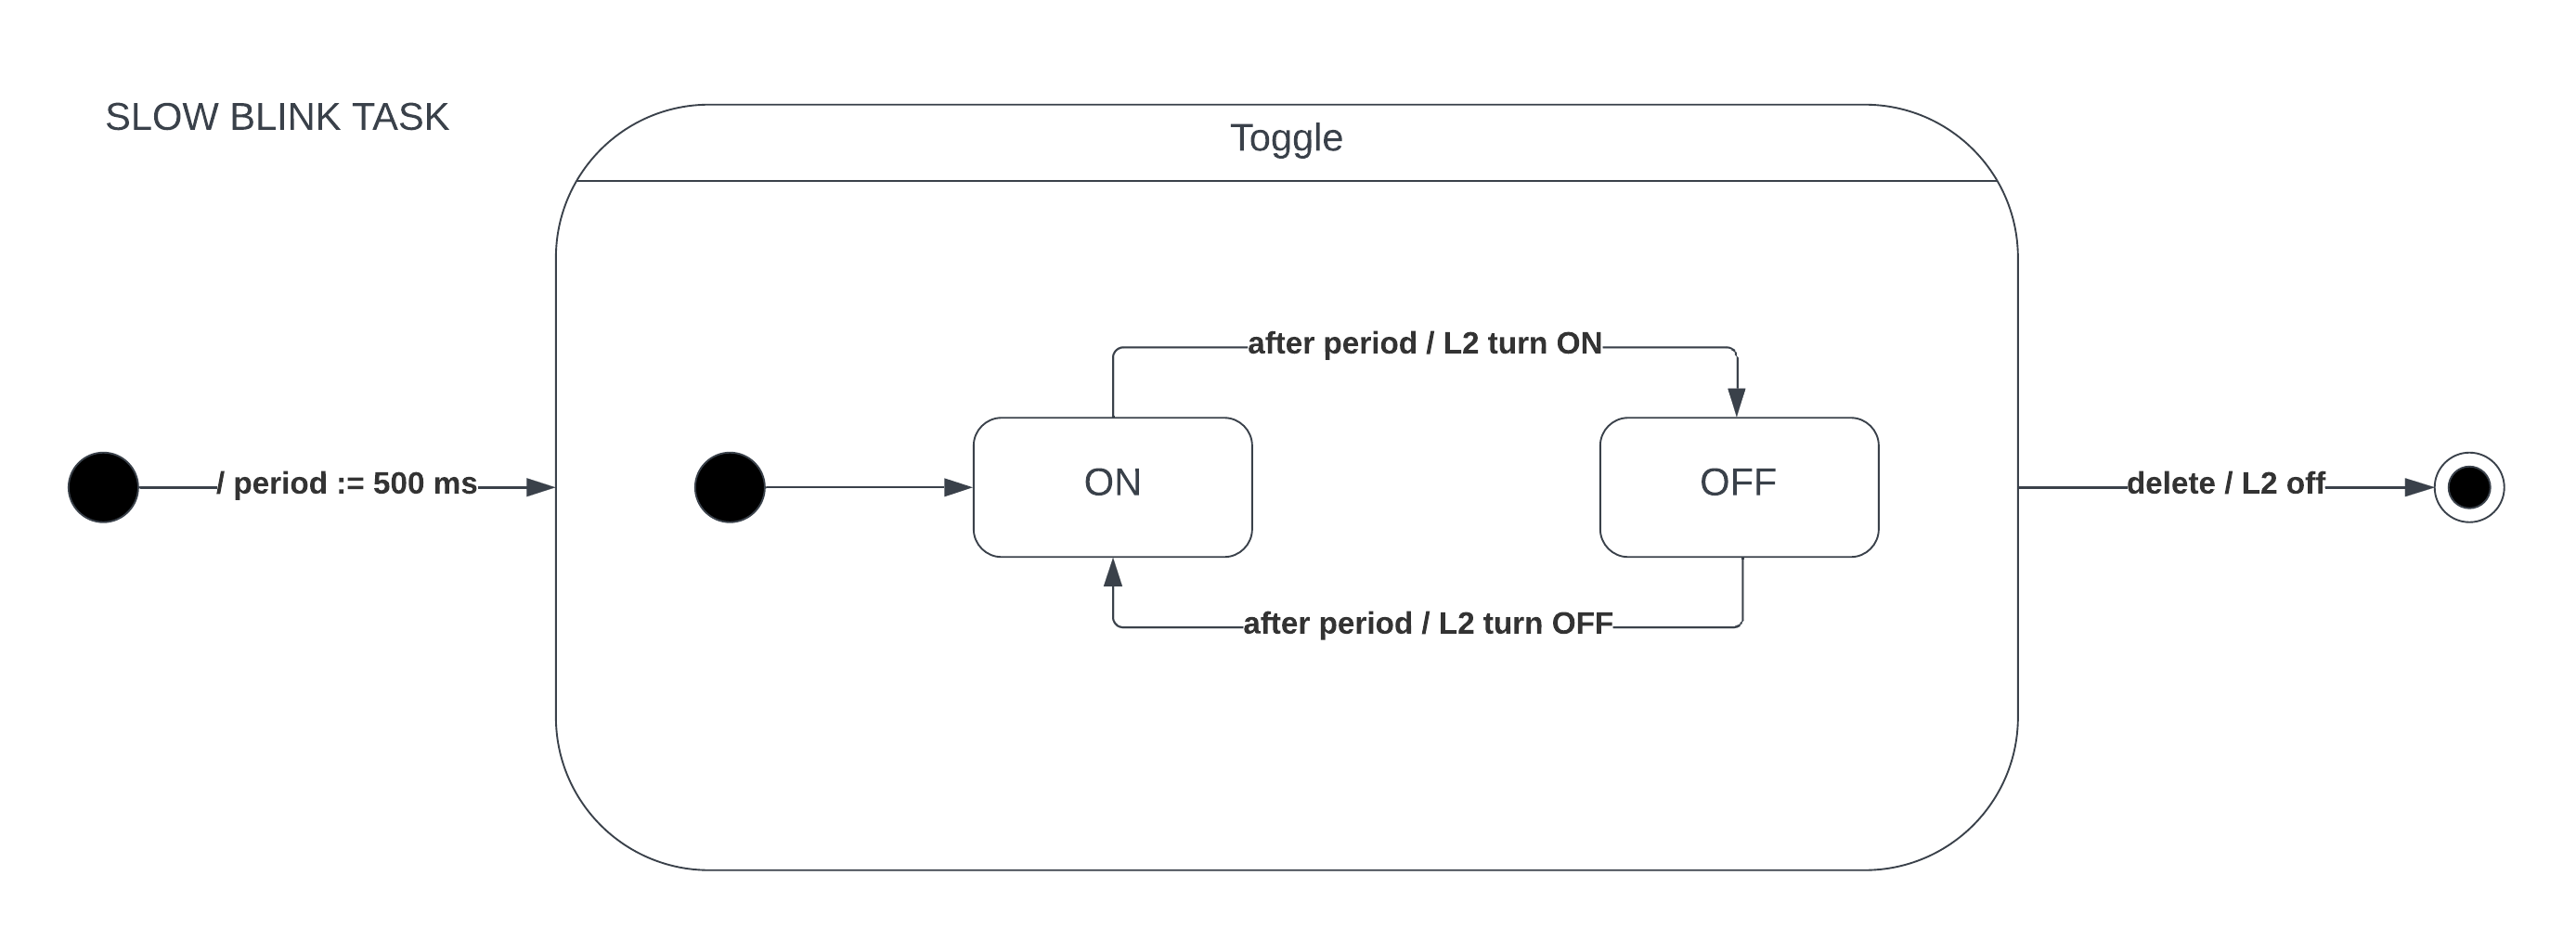 SLOW BLINK TASK
Toggle
after period / L2 turn ON
/ period := 500 ms
ON
OFF
delete / L2 off
after period / L2 turn OFF